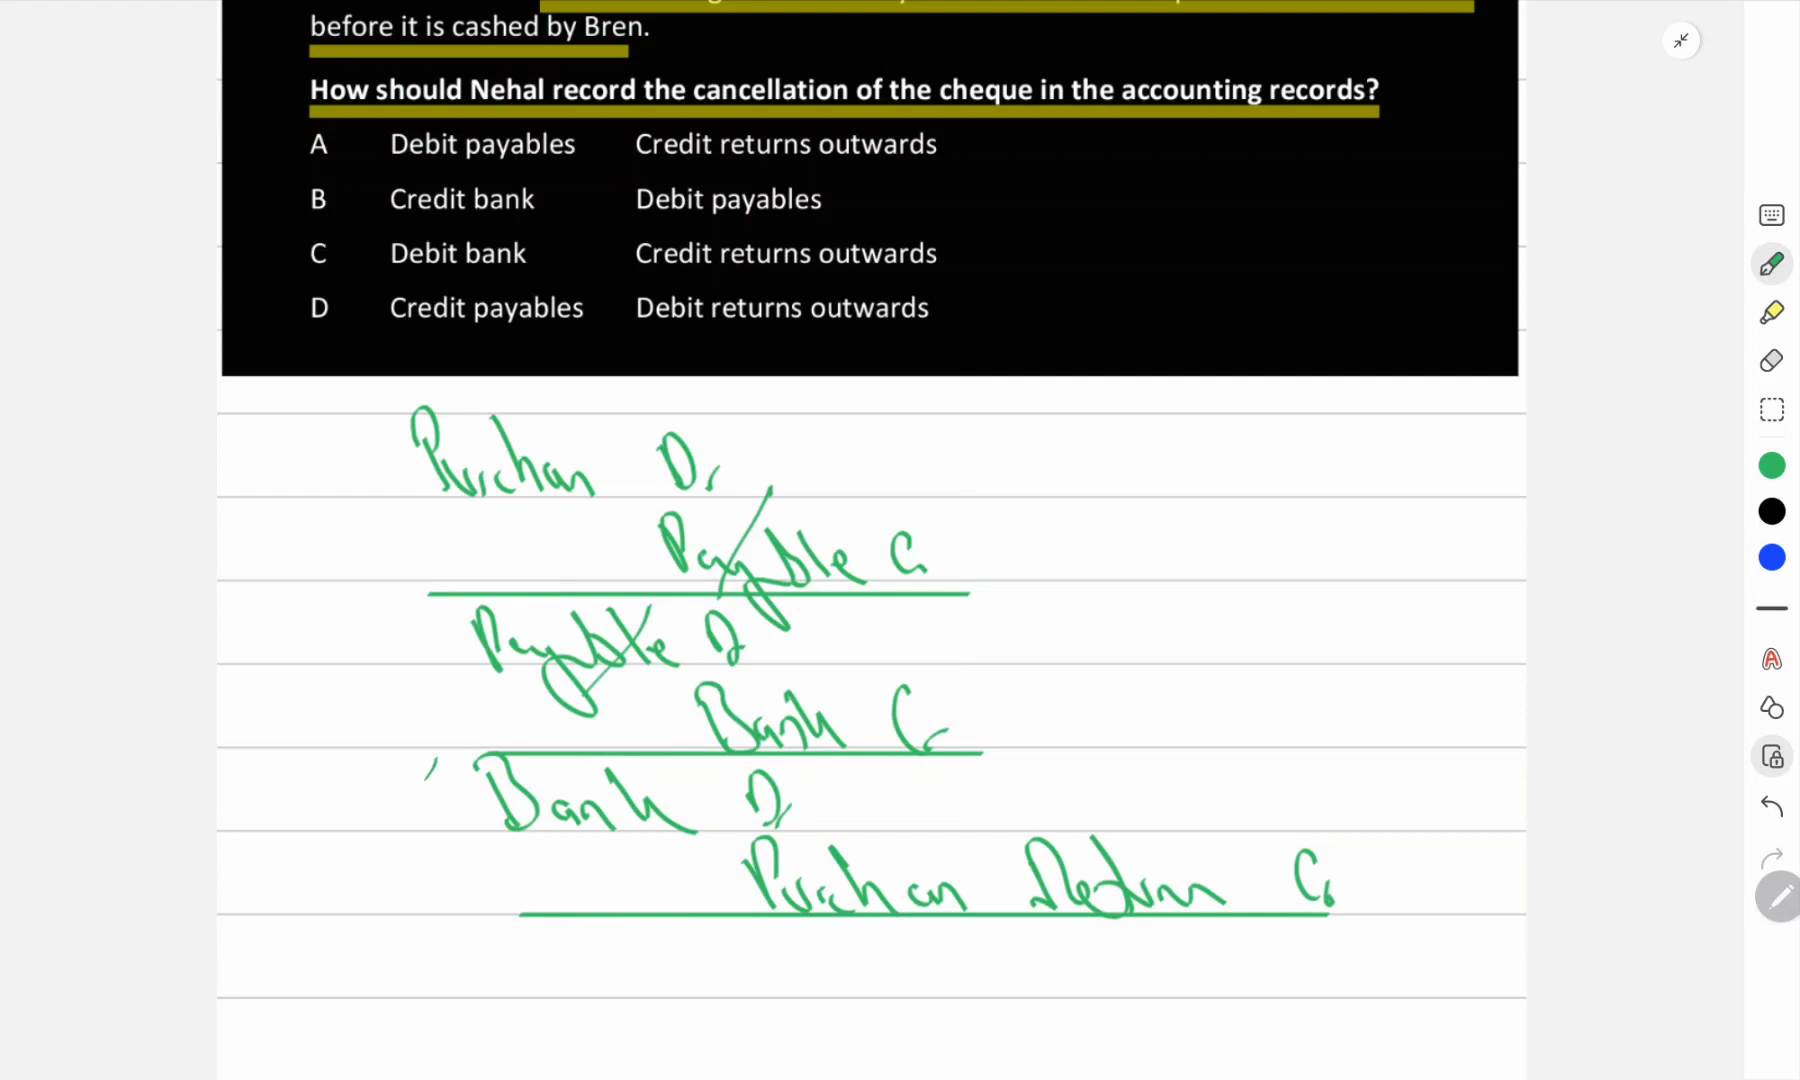 before it is cashed by Bren.
How should Nehal record the cancellation of the cheque in the accounting records?
A Debit payables Credit returns outwards
B Credit bank Debit payables
C Debit bank Credit returns outwards
D Credit payables Debit returns outwards
Purchase Dr
Payable Cr
Payable Dr
Bank Cr
Bank Dr
Purchase Return Cr